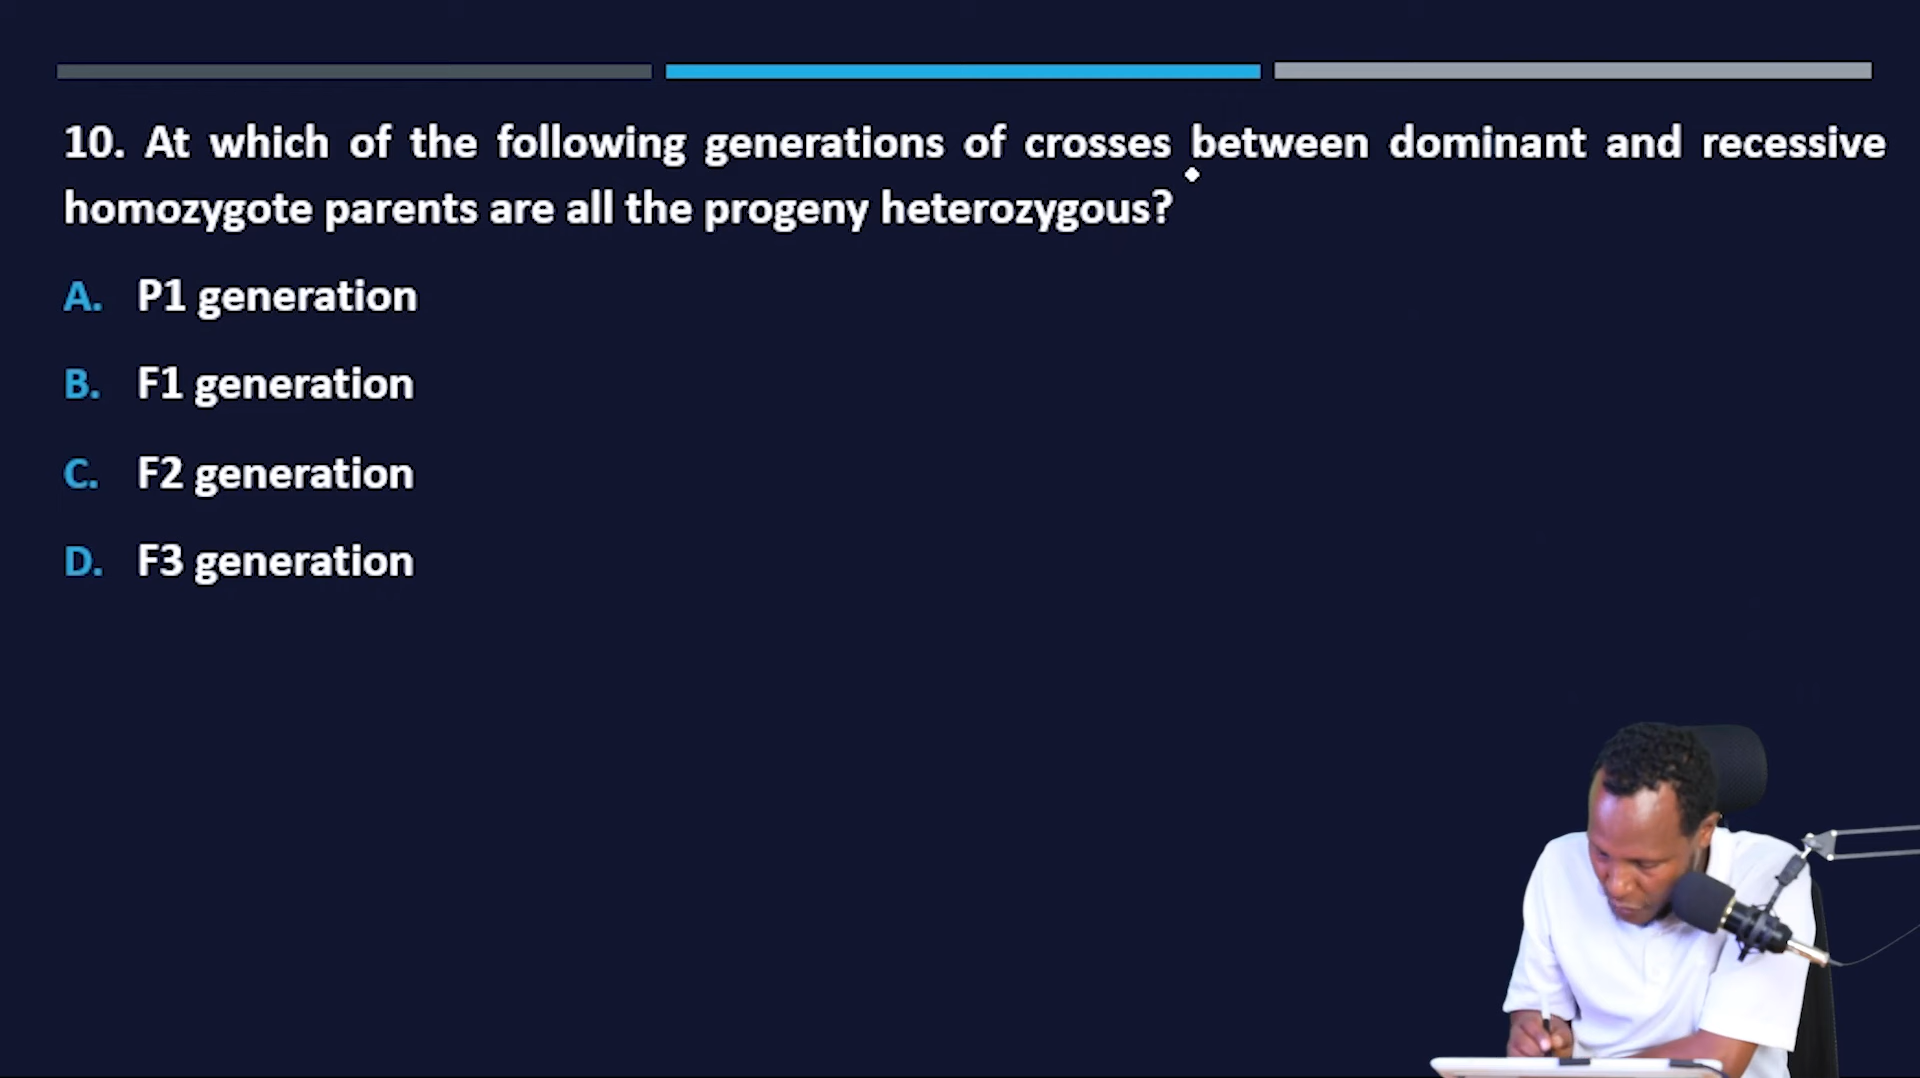 10. At which of the following generations of crosses between dominant and recessive
homozygote parents are all the progeny heterozygous?
A. P1 generation
B. F1 generation
C. F2 generation
D. F3 generation